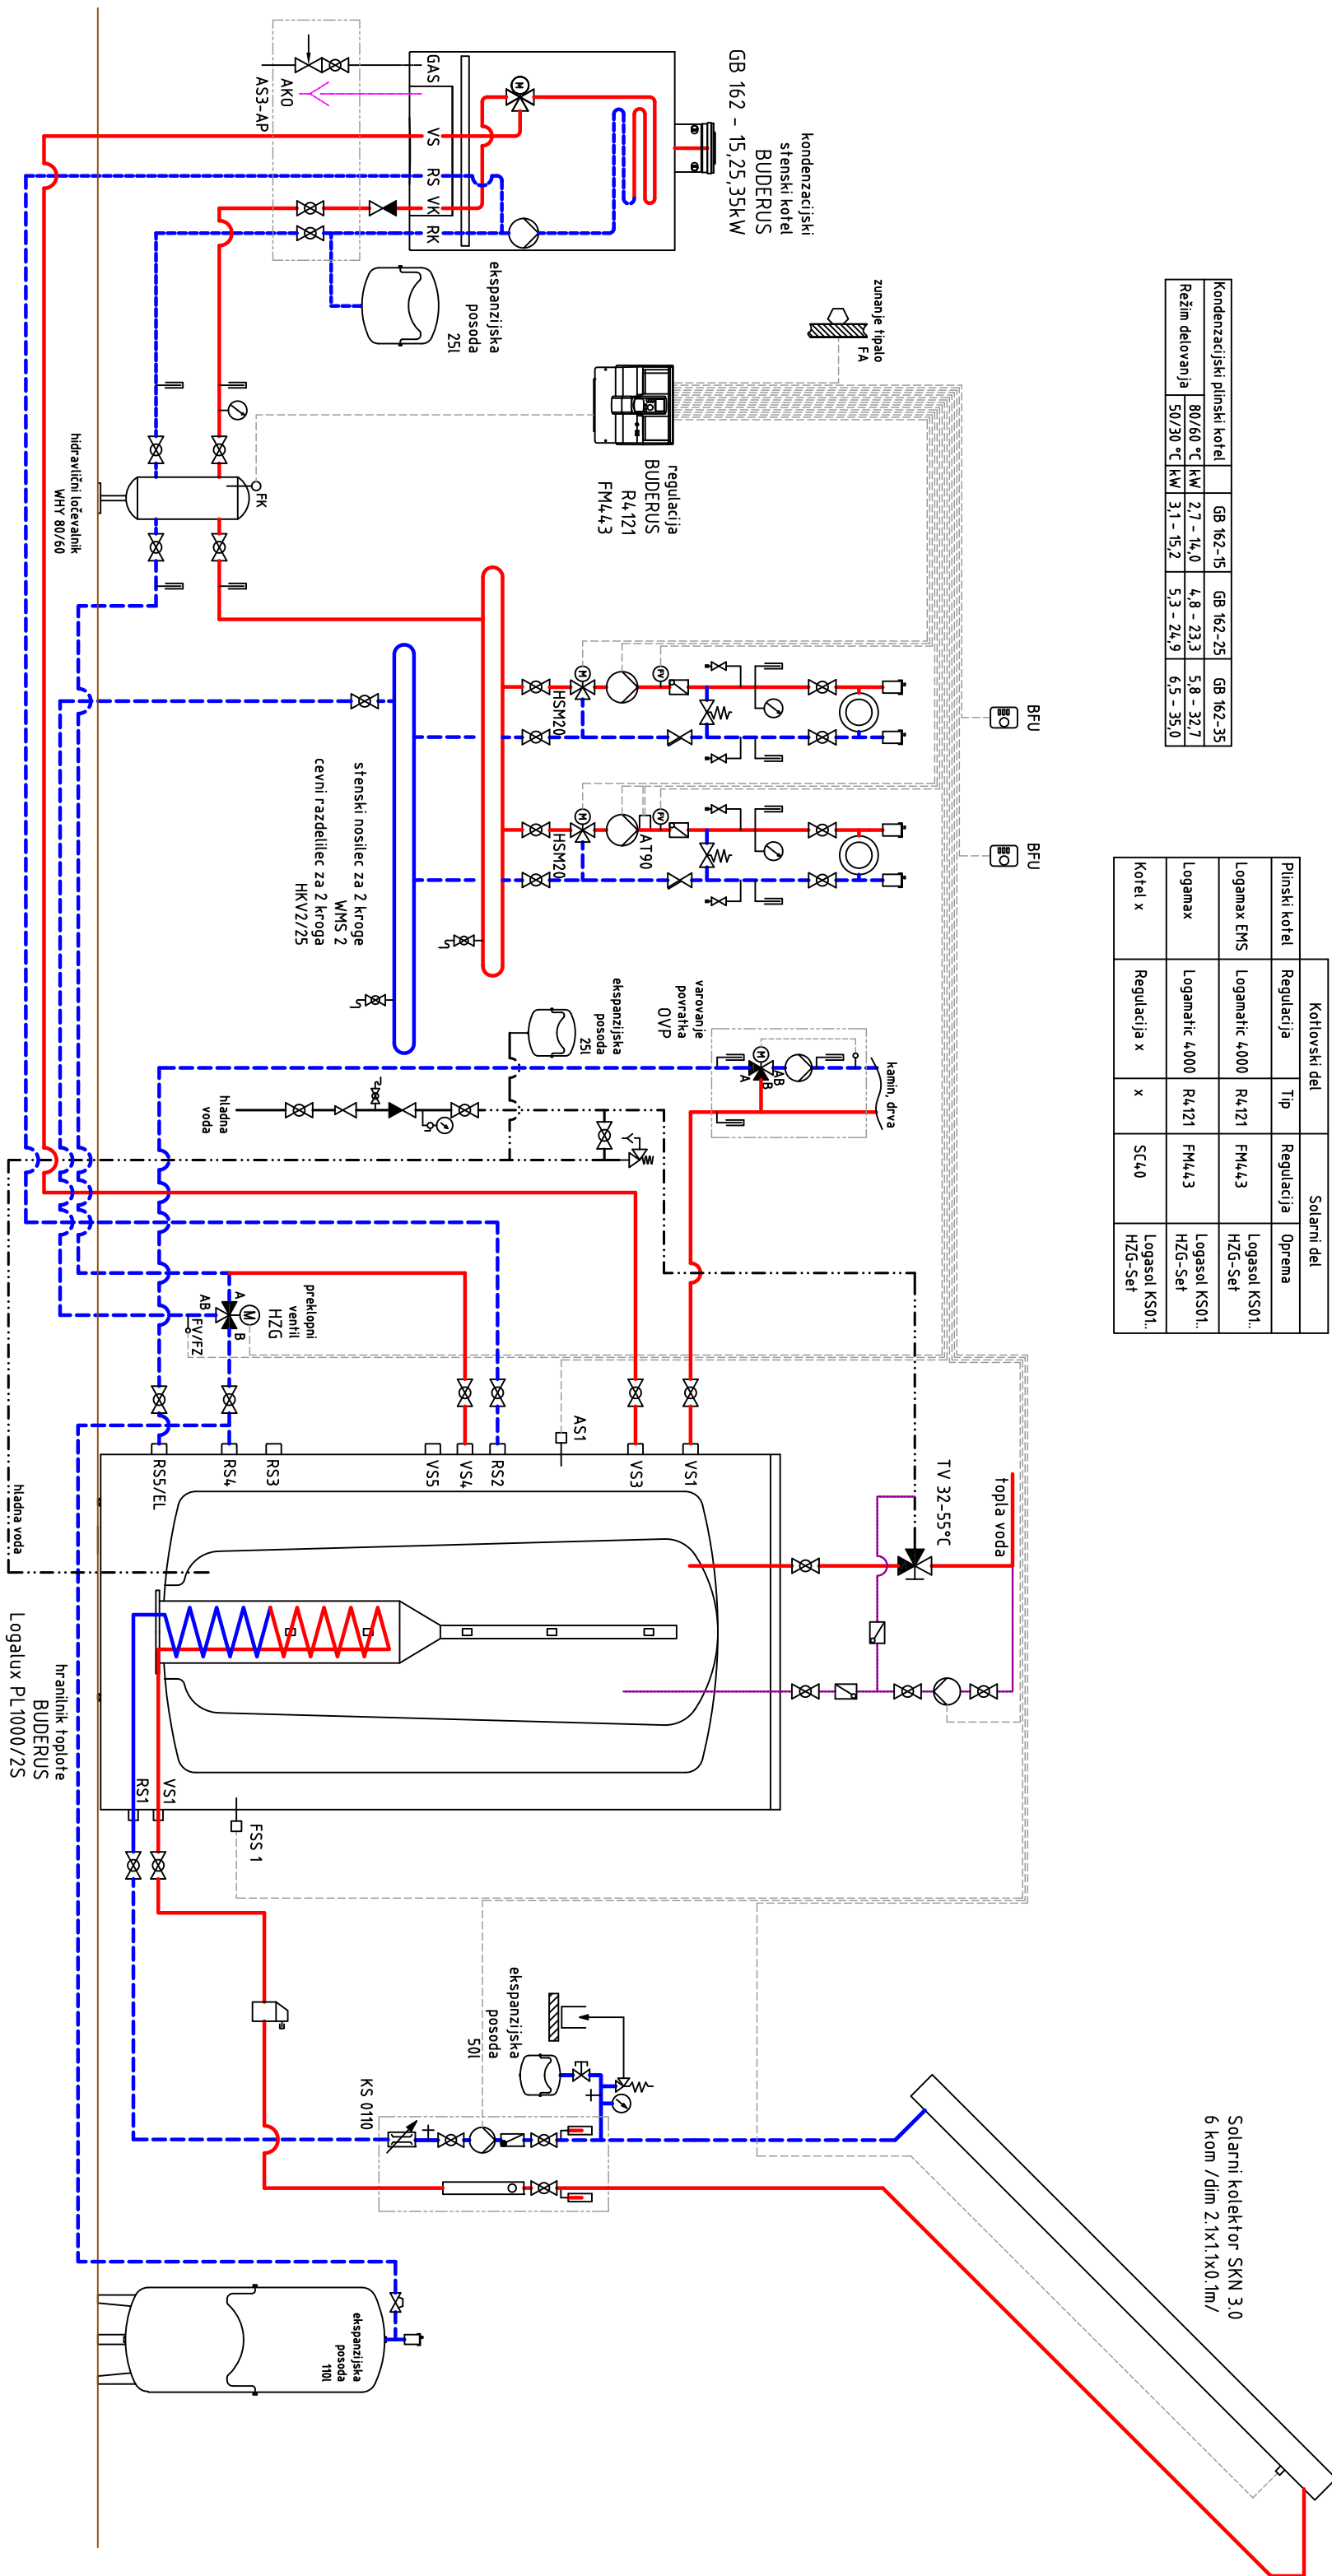 kondenzacijski
stenski kotel
BUDERUS
GB 162 - 15,25,35kW
GAS
VS
RS
VK
RK
AKO
AS3-AP
M
ekspanzijska
posoda
25l
zunanje tipalo
FA
regulacija
BUDERUS
R4121
FM443
FK
hidravlični ločevalnik
WHY 80/60
Kondenzacijski plinski kotel GB 162-15 GB 162-25 GB 162-35
Režim delovanja 80/60 °C kW 2,7 - 14,0 4,8 - 23,3 5,8 - 32,7
50/30 °C kW 3,1 - 15,2 5,3 - 24,9 6,5 - 35,0
Kotlovski del Solarni del
Plinski kotel Regulacija Tip Regulacija Oprema
Logamax EMS Logamatic 4000 R4121 FM443 Logasol KS01..
HZG-Set
Logamax Logamatic 4000 R4121 FM443 Logasol KS01..
HZG-Set
Kotel x Regulacija x x SC40 Logasol KS01..
HZG-Set
BFU
BFU
FV
M
HSM20
FV
M
AT90
HSM20
stenski nosilec za 2 kroge
WMS 2
cevni razdelilec za 2 kroga
HKV2/25
ekspanzijska
posoda
25l
varovanje
povratka
OVP
kamin, drva
M
A
B
AB
hladna
voda
preklopni
ventil
HZG
M
A
B
AB
FV/FZ
TV 32-55°C
topla voda
VS1
VS3
AS1
RS2
VS4
VS5
RS3
RS4
RS5/EL
hladna voda
VS1
RS1
FSS 1
hranilnik toplote
BUDERUS
Logalux PL1000/2S
ekspanzijska
posoda
50l
KS 0110
Solarni kolektor SKN 3.0
6 kom /dim 2.1x1.1x0.1m/
ekspanzijska
posoda
110l